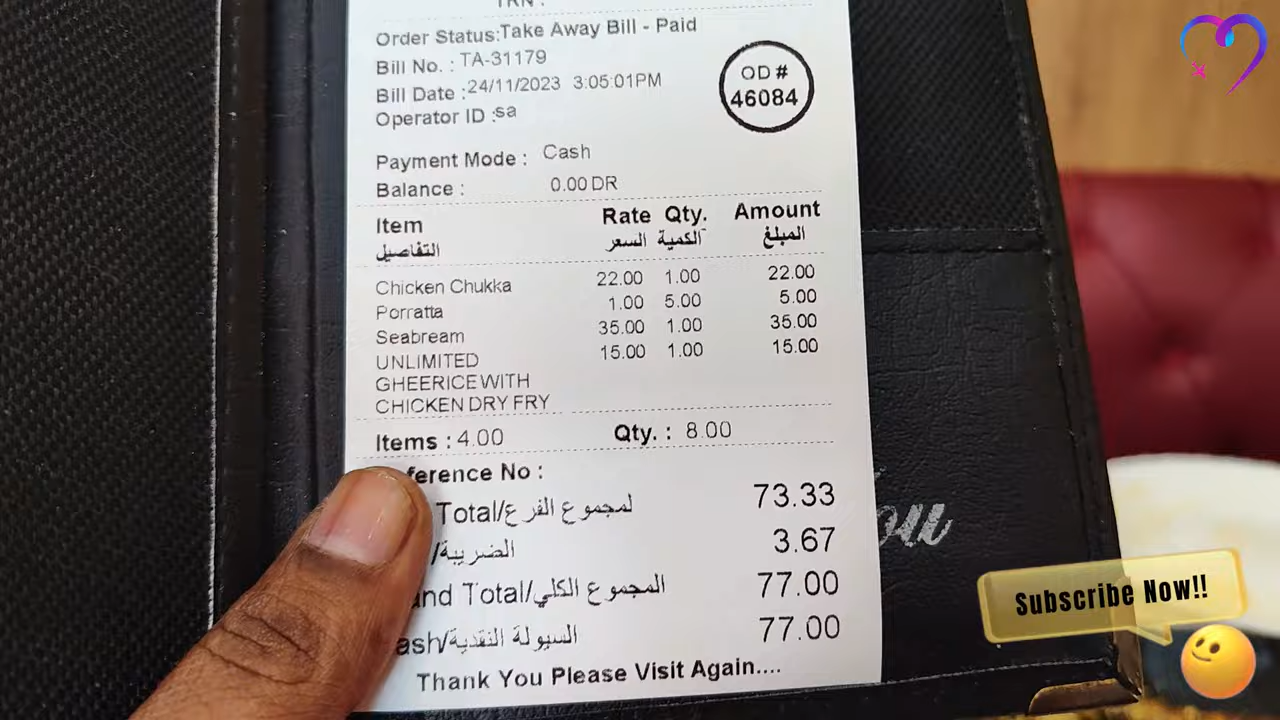 TRN :
Order Status:Take Away Bill - Paid
Bill No. : TA-31179
Bill Date :24/11/2023 3:05:01PM
Operator ID :sa
OD #
46084
Payment Mode : Cash
Balance : 0.00 DR
Item Rate Qty. Amount
التفاصيل السعر الكمية المبلغ
Chicken Chukka 22.00 1.00 22.00
Porratta 1.00 5.00 5.00
Seabream 35.00 1.00 35.00
UNLIMITED 15.00 1.00 15.00
GHEERICE WITH
CHICKEN DRY FRY
Items : 4.00 Qty. : 8.00
ference No :
Total/لمجموع الفرع 73.33
/الضريبة 3.67
and Total/المجموع الكلي 77.00
ash/السيولة النقدية 77.00
Thank You Please Visit Again....
ou
Subscribe Now!!